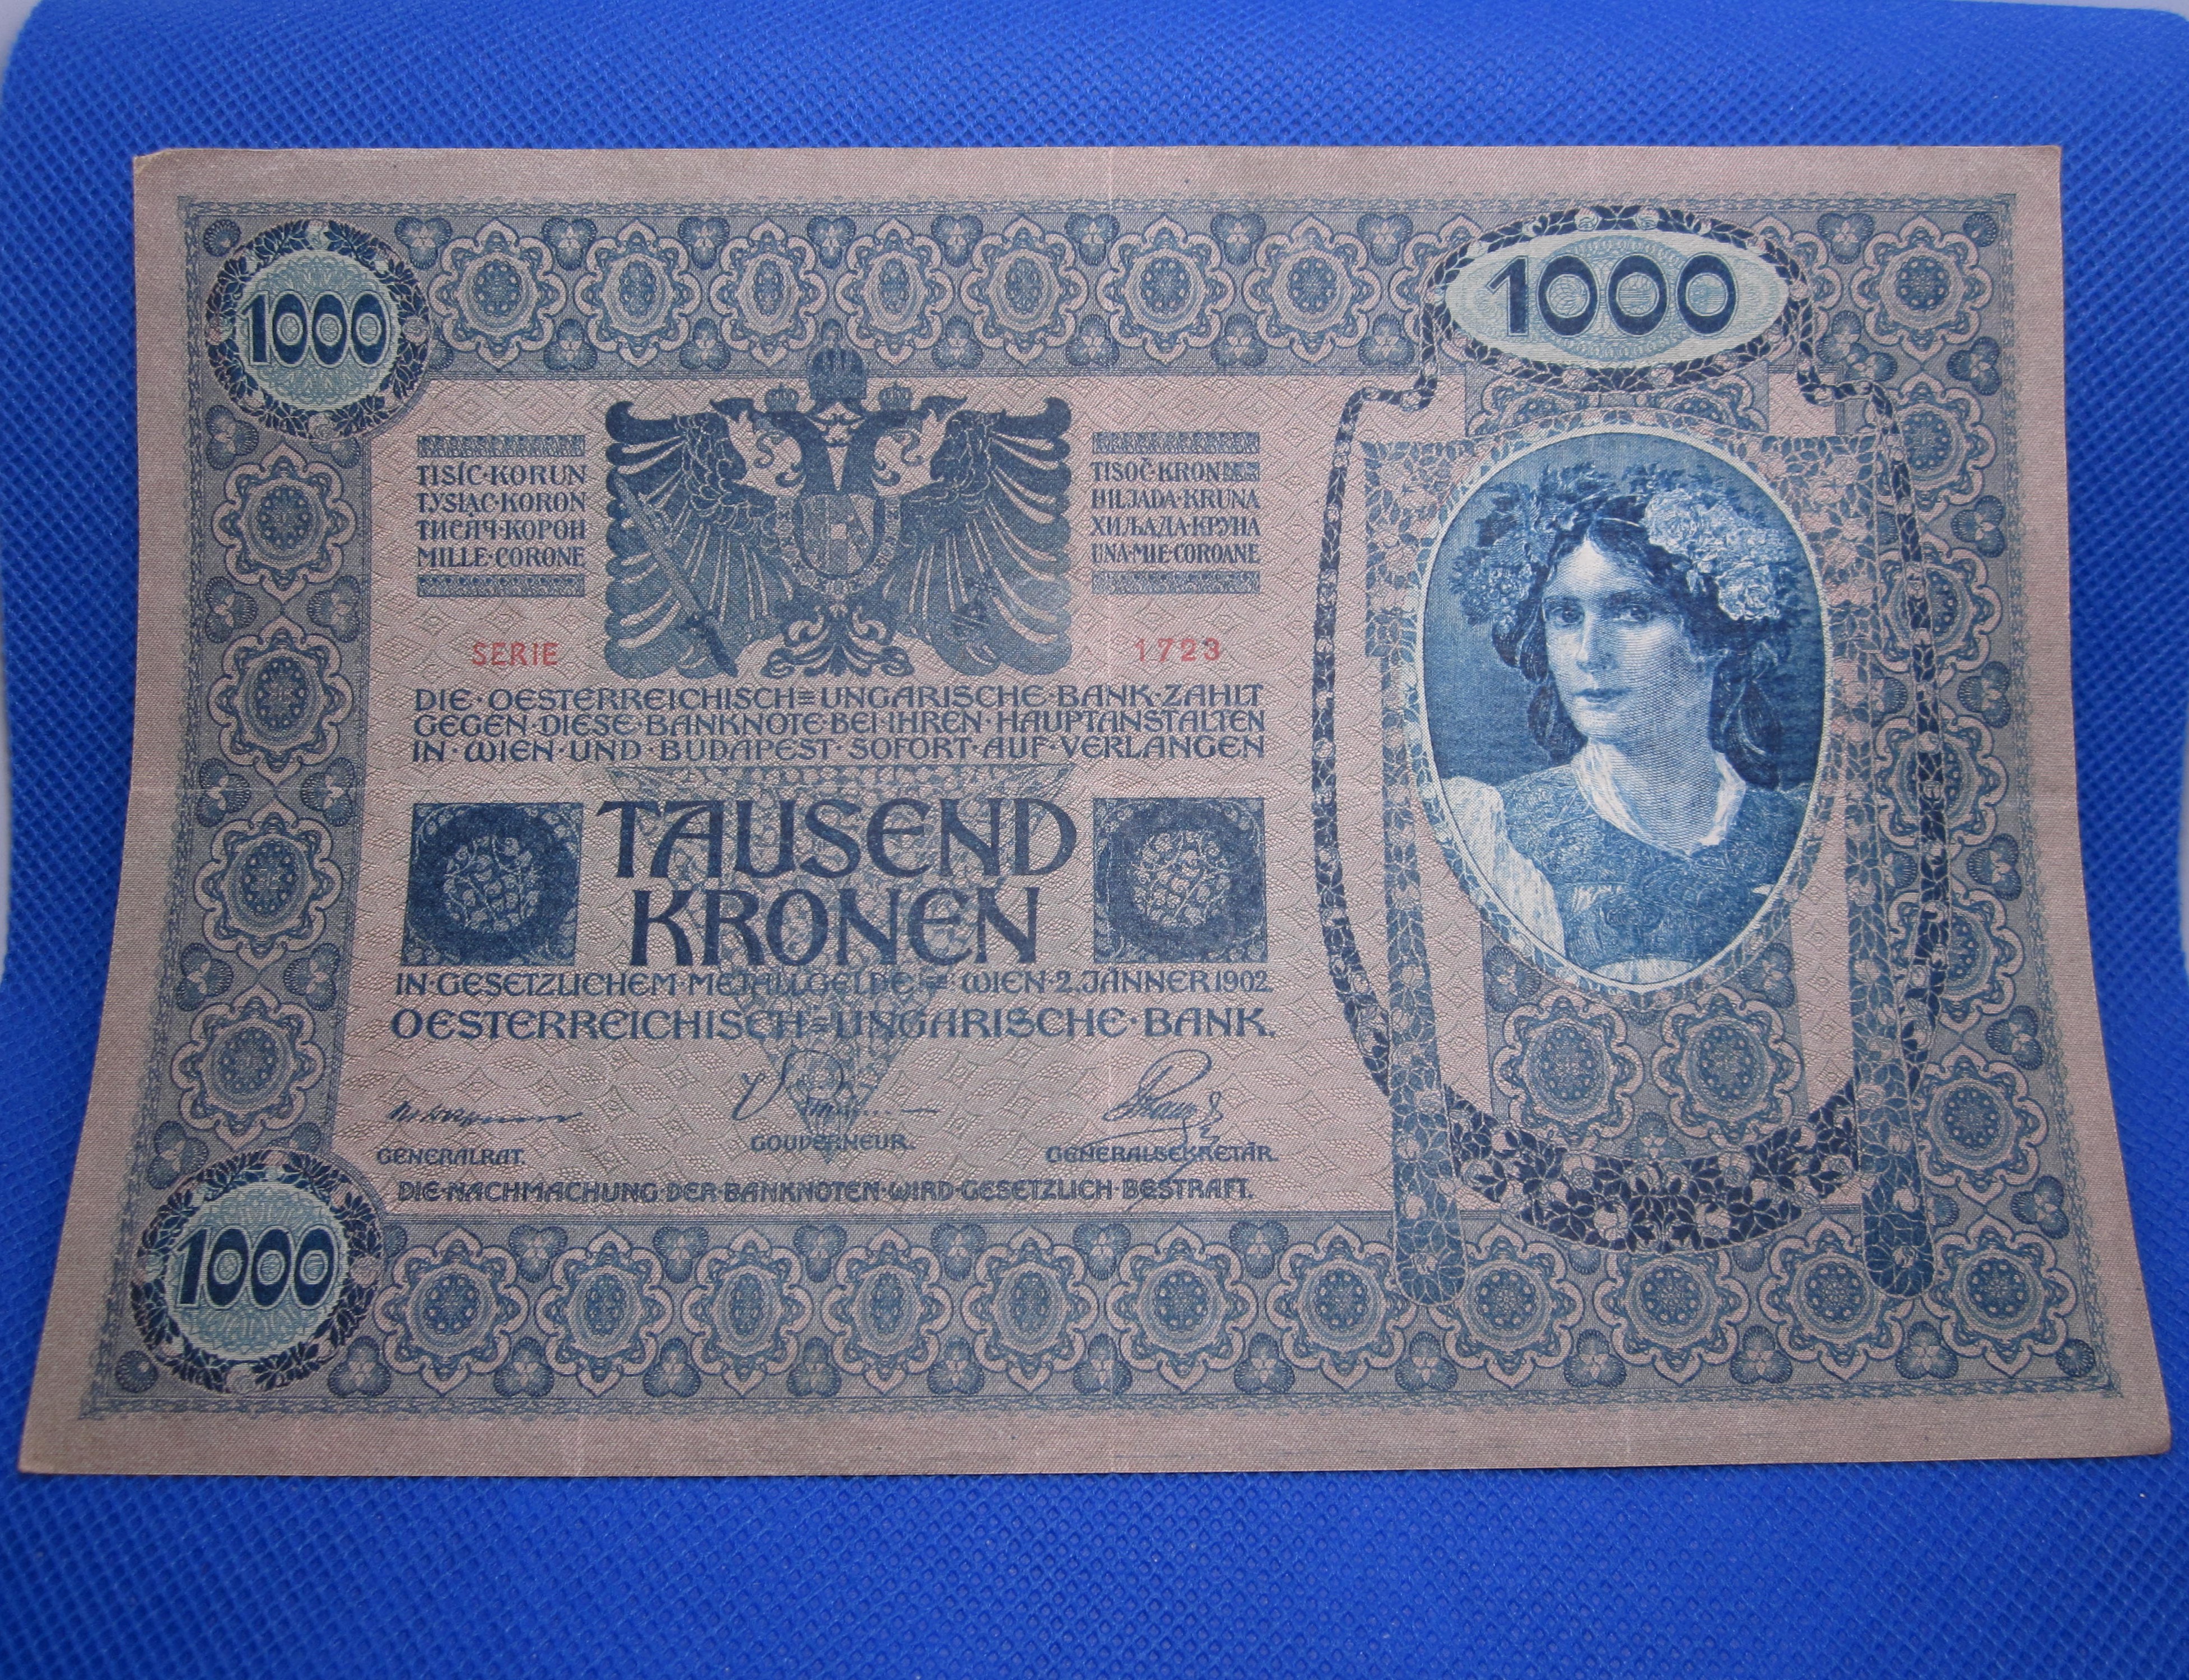 1000
1000
TISÍC·KORUN
TYSIĄC·KORON
ТИСЯЧ·КОРОН
MILLE·CORONE
TISOČ·KRON
HILJADA·KRUNA
ХИЉАДА·КРУНА
UNA·MIE·COROANE
SERIE 1723
DIE·OESTERREICHISCH=UNGARISCHE·BANK·ZAHLT
GEGEN·DIESE·BANKNOTE·BEI·IHREN·HAUPTANSTALTEN
IN·WIEN·UND·BUDAPEST·SOFORT·AUF·VERLANGEN
TAUSEND
KRONEN
IN·GESETZLICHEM·METALLGELDE·=·WIEN·2.JÄNNER1902.
OESTERREICHISCH=UNGARISCHE·BANK.
GENERALRAT.
GOUVERNEUR.
GENERALSEKRETÄR.
DIE·NACHMACHUNG·DER·BANKNOTEN·WIRD·GESETZLICH·BESTRAFT.
1000